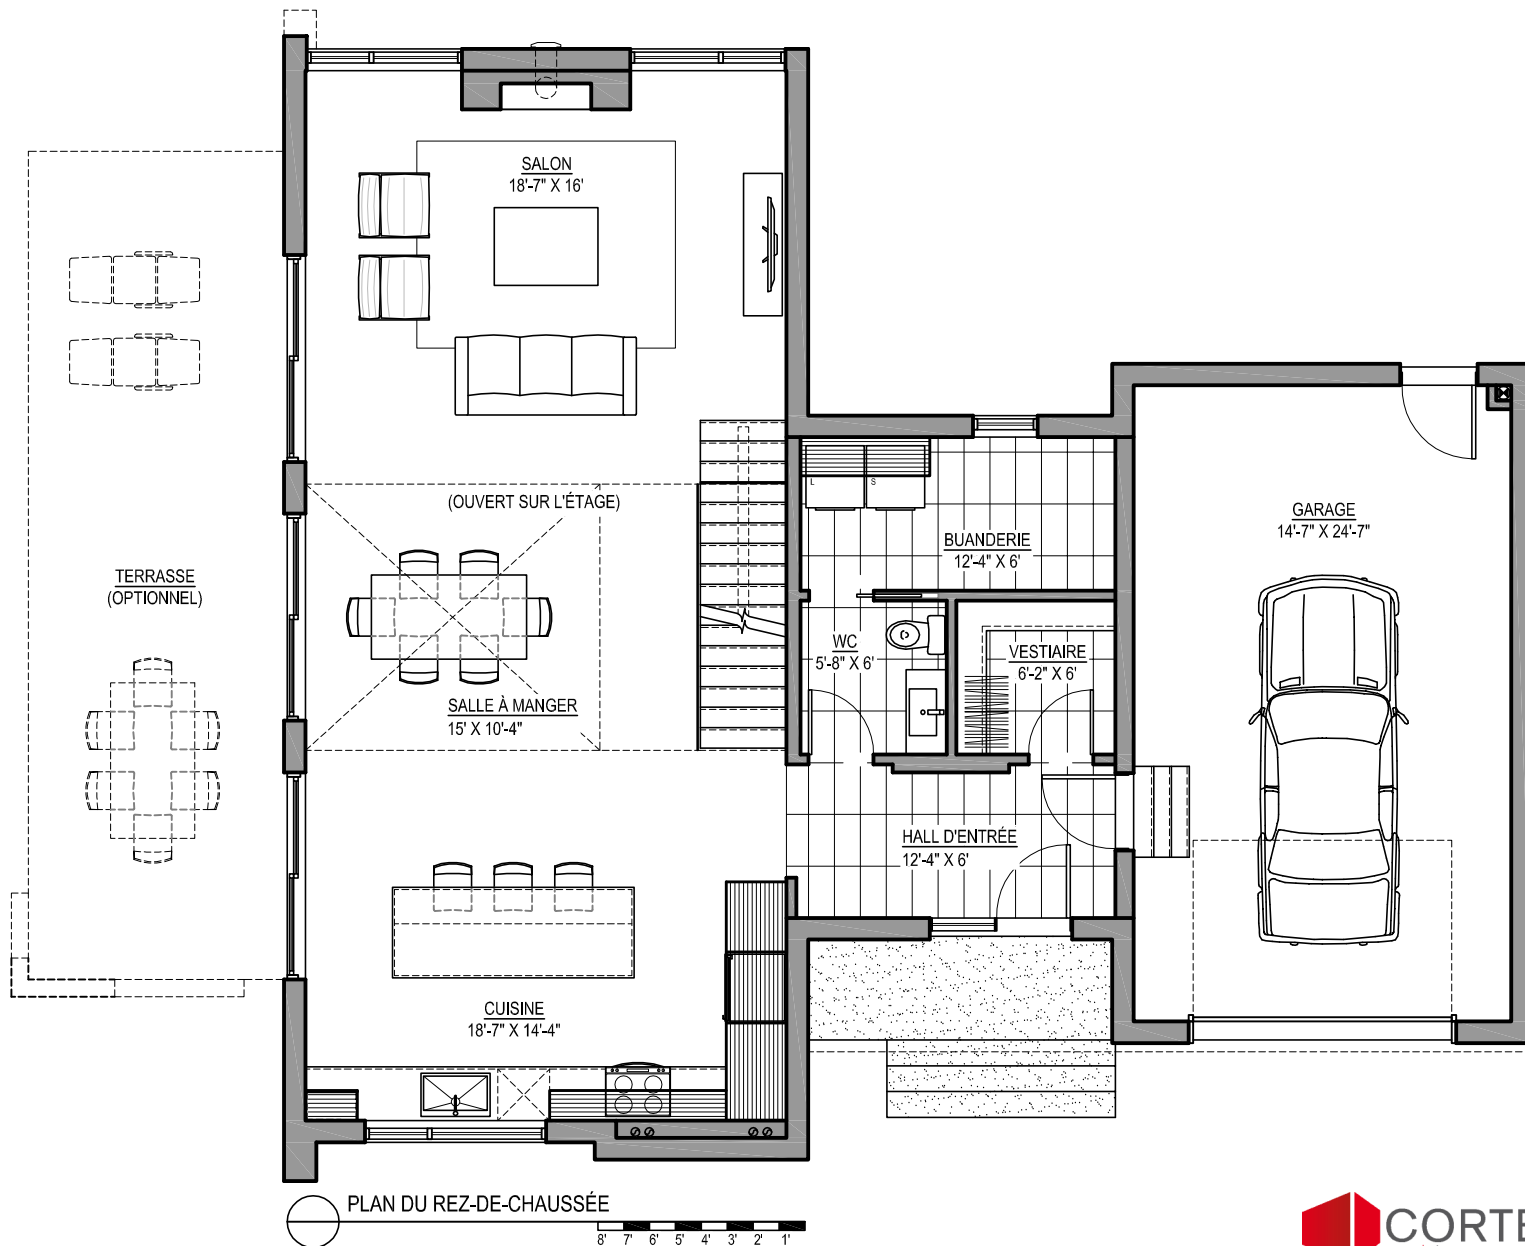 SALON
18'-7" X 16'
(OUVERT SUR L'ÉTAGE)
L
S
BUANDERIE
12'-4" X 6'
GARAGE
14'-7" X 24'-7"
TERRASSE
(OPTIONNEL)
WC
5'-8" X 6'
VESTIAIRE
6'-2" X 6'
SALLE À MANGER
15' X 10'-4"
HALL D'ENTRÉE
12'-4" X 6'
CUISINE
18'-7" X 14'-4"
PLAN DU REZ-DE-CHAUSSÉE
8' 7' 6' 5' 4' 3' 2' 1'
CORTE